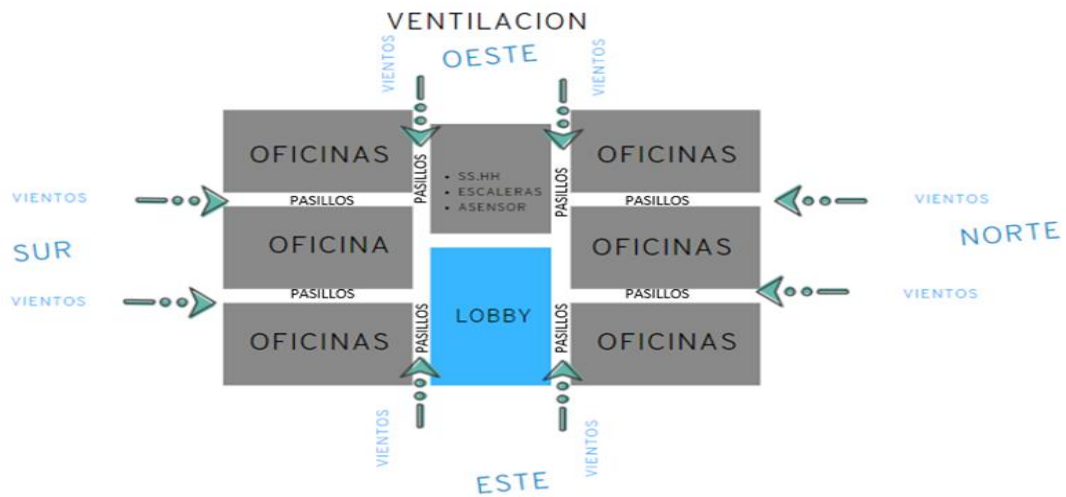 VENTILACION
VIENTOS
OESTE
VIENTOS
OFICINAS
PASILLOS
• SS.HH
• ESCALERAS
• ASENSOR
PASILLOS
OFICINAS
VIENTOS
PASILLOS
PASILLOS
VIENTOS
SUR
OFICINA
OFICINAS
NORTE
VIENTOS
PASILLOS
PASILLOS
VIENTOS
OFICINAS
PASILLOS
LOBBY
PASILLOS
OFICINAS
VIENTOS
ESTE
VIENTOS